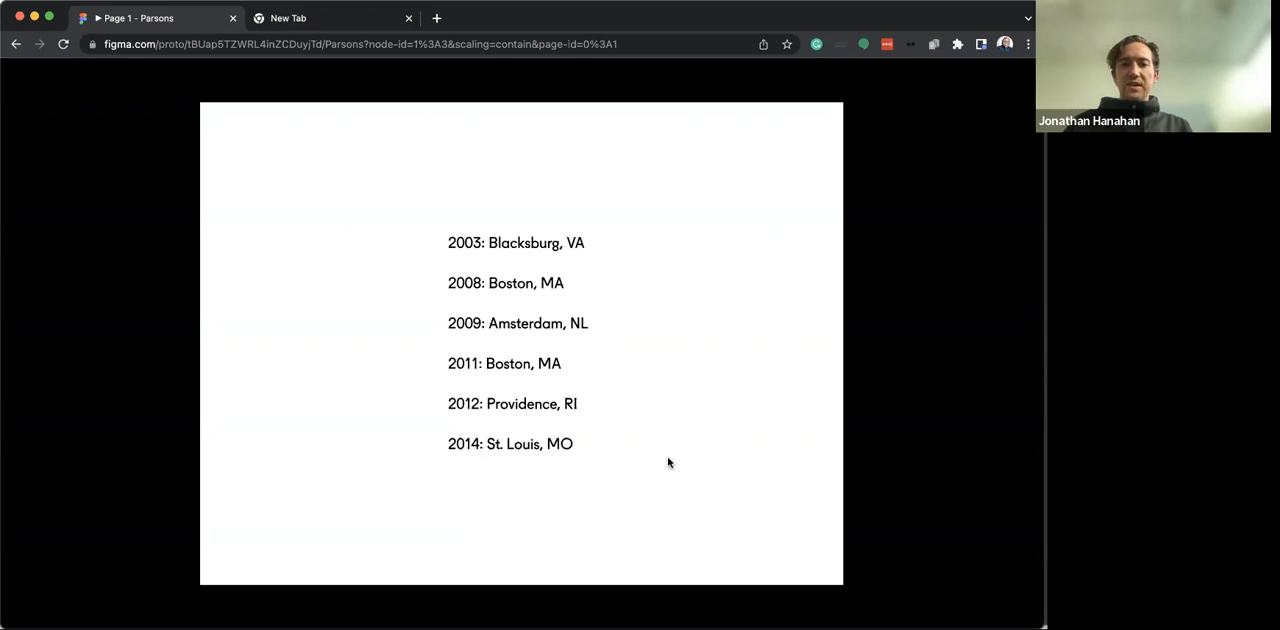 Page 1 - Parsons
New Tab
figma.com/proto/tBUap5TZWRL4inZCDuyjTd/Parsons?node-id=1%3A3&scaling=contain&page-id=0%3A1
Jonathan Hanahan
2003: Blacksburg, VA
2008: Boston, MA
2009: Amsterdam, NL
2011: Boston, MA
2012: Providence, RI
2014: St. Louis, MO